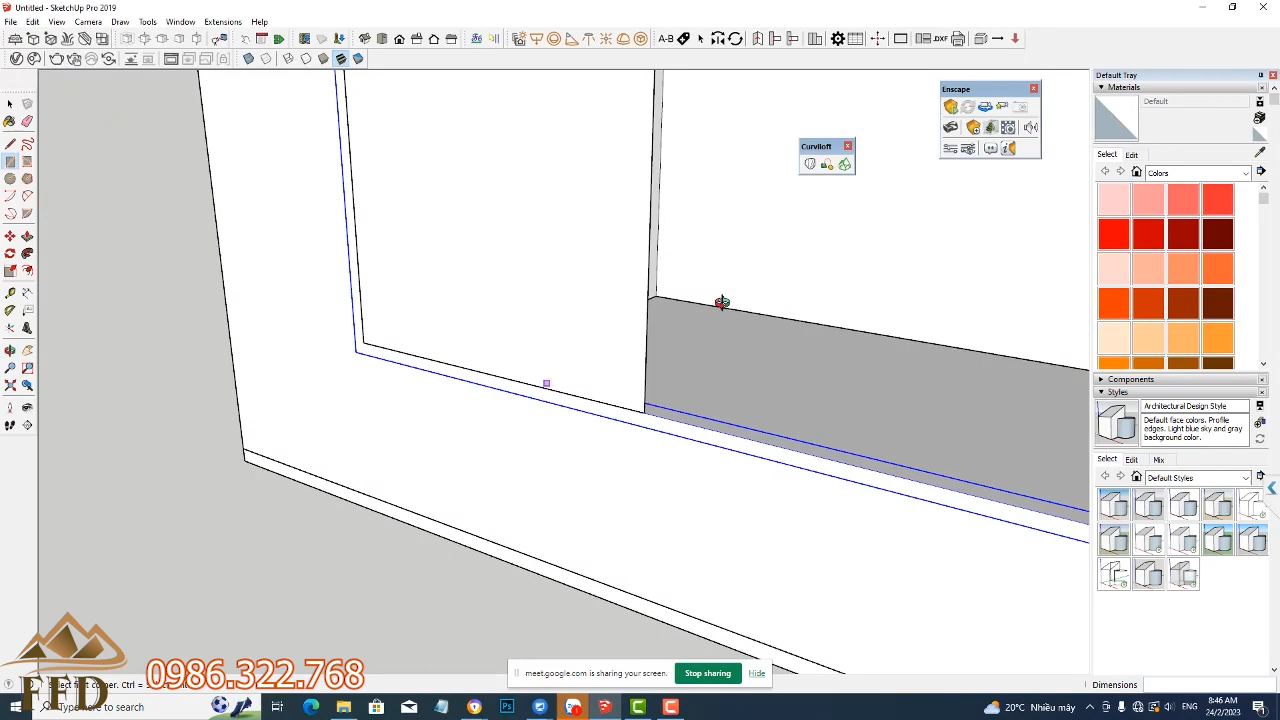 Untitled - SketchUp Pro 2019
File Edit View Camera Draw Tools Window Extensions Help
A-B
DXF
Enscape
Curviloft
Default Tray
Materials
Default
Select Edit
Colors
Components
Styles
Architectural Design Style
Default face colors. Profile edges. Light blue sky and gray background color.
Select Edit Mix
Default Styles
FFD
0986.322.768
meet.google.com is sharing your screen. Stop sharing Hide
Dimensions
Type here to search
20°C Nhiều mây
8:46 AM
24/2/2023